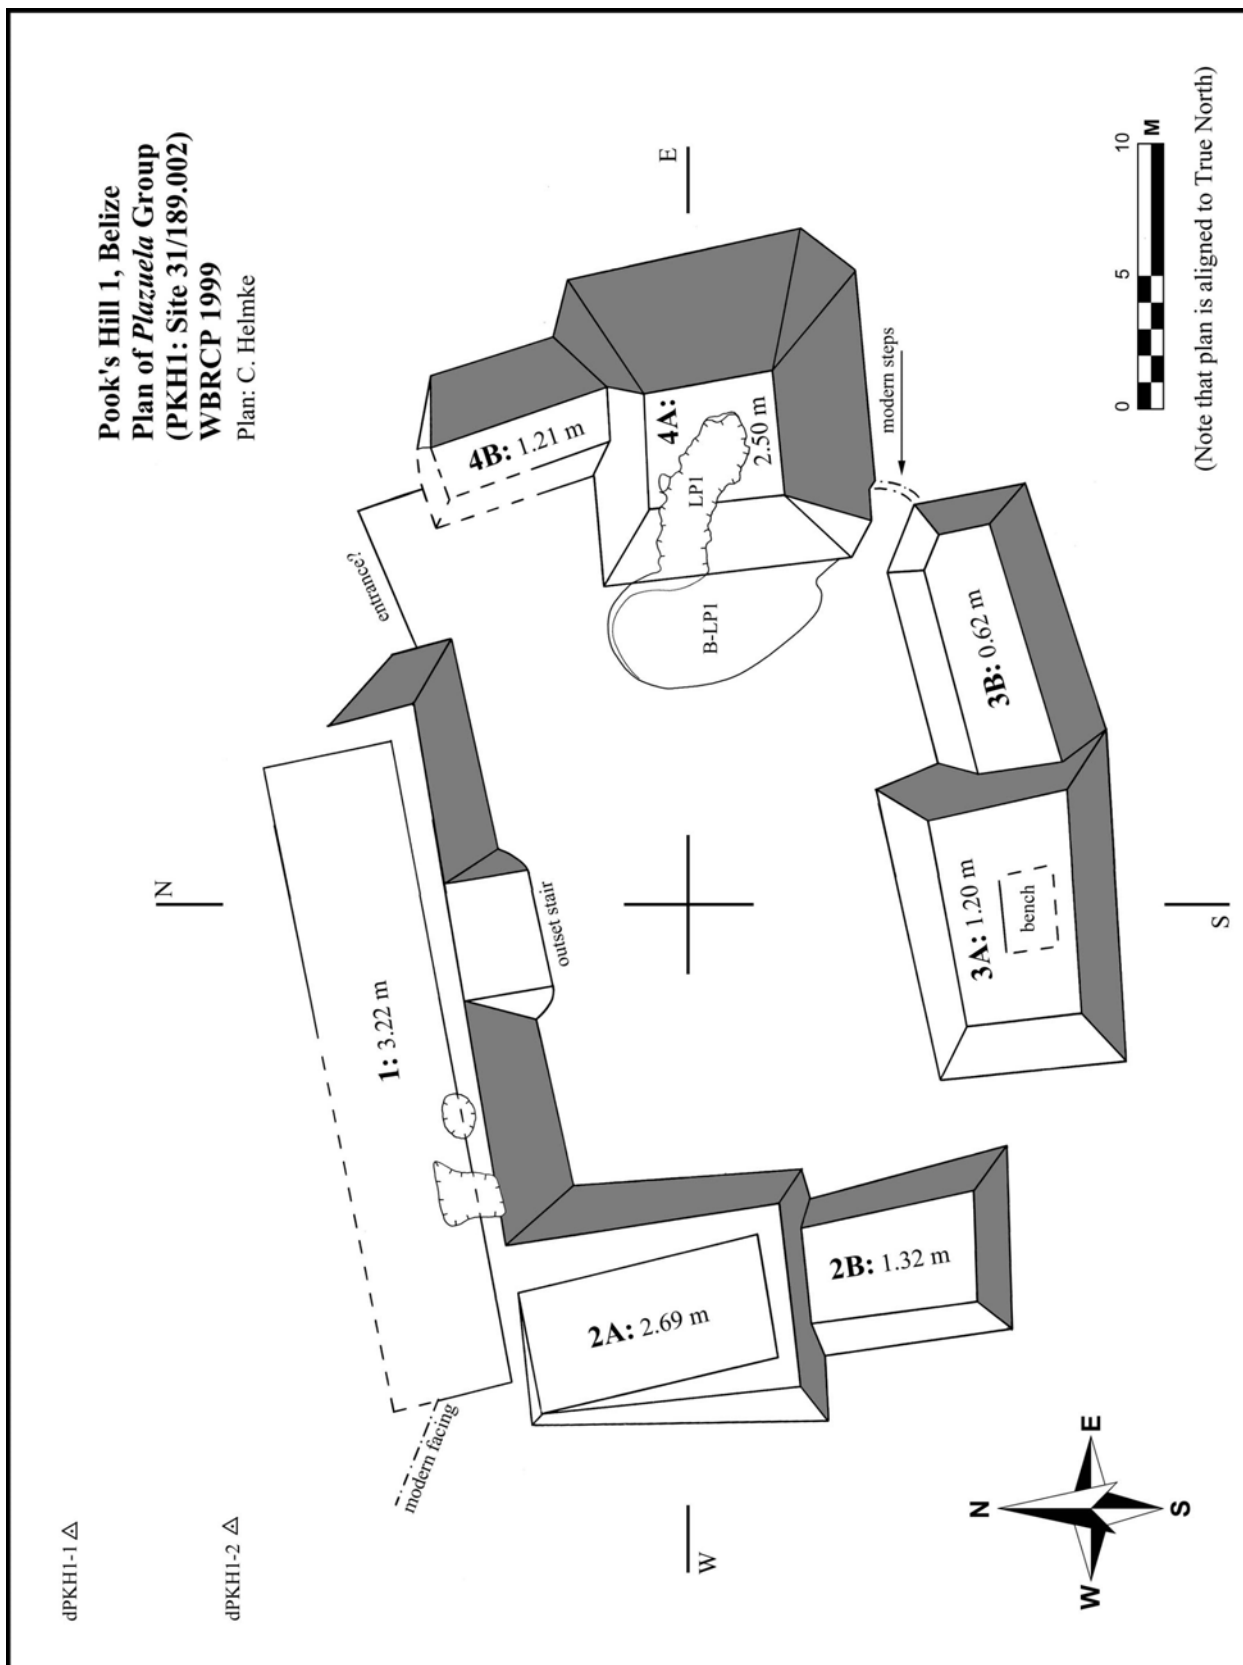 Pook's Hill 1, Belize
Plan of Plazuela Group
(PKH1: Site 31/189.002)
WBRCP 1999
Plan: C. Helmke
dPKH1-1
dPKH1-2
N
E
S
W
modern facing
1: 3.22 m
outset stair
entrance?
4B: 1.21 m
4A:
2.50 m
LP1
B-LP1
modern steps
3B: 0.62 m
3A: 1.20 m
bench
2A: 2.69 m
2B: 1.32 m
N
E
S
W
0 5 10
M
(Note that plan is aligned to True North)